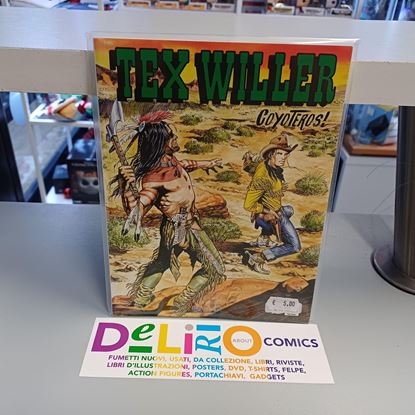 TEX WILLER
COYOTEROS!
€ 5,00
DeLiRiO ABOUT COMICS
FUMETTI NUOVI, USATI, DA COLLEZIONE, LIBRI, RIVISTE,
LIBRI D'ILLUSTRAZIONI, POSTERS, DVD, T-SHIRTS, FELPE,
ACTION FIGURES, PORTACHIAVI, GADGETS